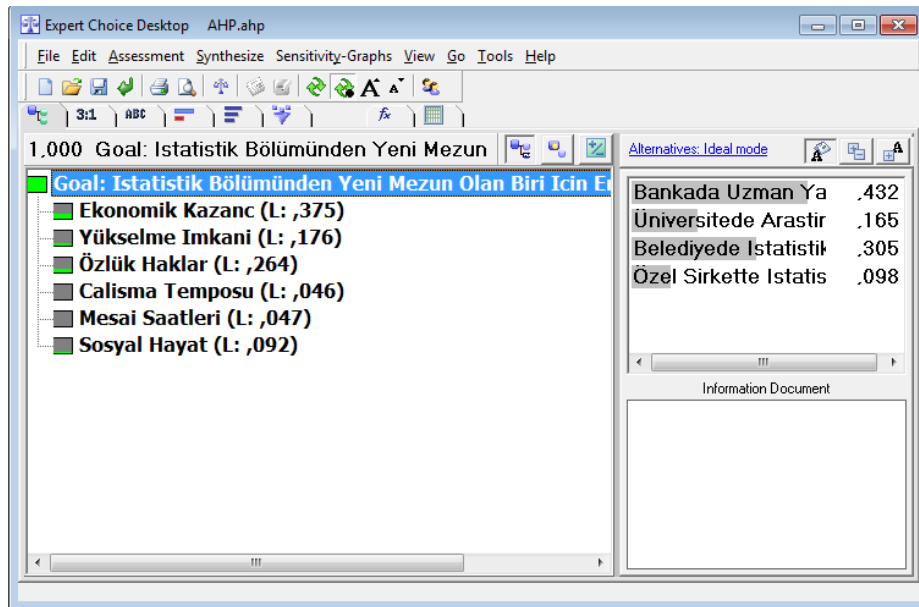 Expert Choice Desktop AHP.ahp
File Edit Assessment Synthesize Sensitivity-Graphs View Go Tools Help
3:1 ABC fx
1,000 Goal: Istatistik Bölümünden Yeni Mezun
Alternatives: Ideal mode
Goal: Istatistik Bölümünden Yeni Mezun Olan Biri Icin
Ekonomik Kazanc (L: ,375)
Yükselme Imkani (L: ,176)
Özlük Haklar (L: ,264)
Calisma Temposu (L: ,046)
Mesai Saatleri (L: ,047)
Sosyal Hayat (L: ,092)
Bankada Uzman Ya ,432
Üniversitede Arastir ,165
Belediyede Istatistik ,305
Özel Sirkette Istatis ,098
Information Document